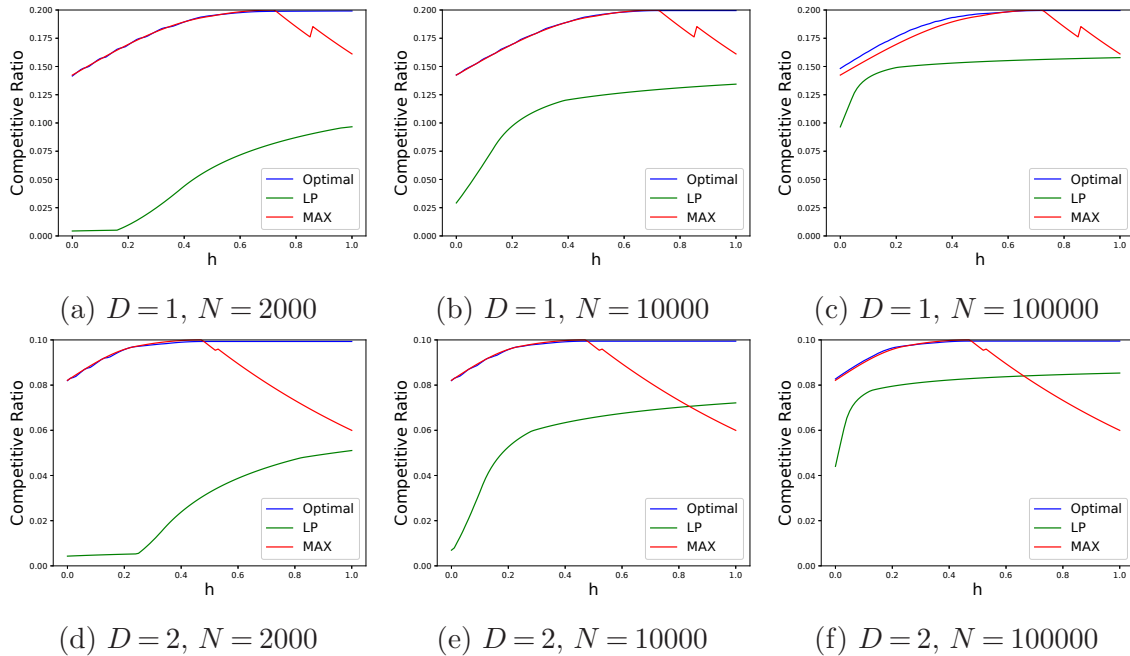 0.200
0.175
0.150
0.125
0.100
0.075
0.050
0.025
0.000
Competitive Ratio
0.0 0.2 0.4 0.6 0.8 1.0
h
Optimal
LP
MAX
(a) D = 1, N = 2000
0.200
0.175
0.150
0.125
0.100
0.075
0.050
0.025
0.000
Competitive Ratio
0.0 0.2 0.4 0.6 0.8 1.0
h
Optimal
LP
MAX
(b) D = 1, N = 10000
0.200
0.175
0.150
0.125
0.100
0.075
0.050
0.025
0.000
Competitive Ratio
0.0 0.2 0.4 0.6 0.8 1.0
h
Optimal
LP
MAX
(c) D = 1, N = 100000
0.10
0.08
0.06
0.04
0.02
0.00
Competitive Ratio
0.0 0.2 0.4 0.6 0.8 1.0
h
Optimal
LP
MAX
(d) D = 2, N = 2000
0.10
0.08
0.06
0.04
0.02
0.00
Competitive Ratio
0.0 0.2 0.4 0.6 0.8 1.0
h
Optimal
LP
MAX
(e) D = 2, N = 10000
0.10
0.08
0.06
0.04
0.02
0.00
Competitive Ratio
0.0 0.2 0.4 0.6 0.8 1.0
h
Optimal
LP
MAX
(f) D = 2, N = 100000